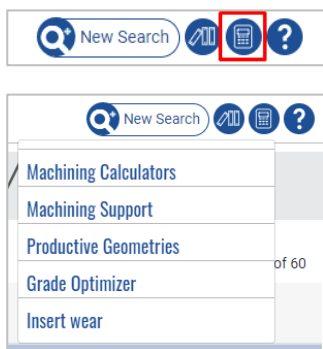 New Search ?
New Search ?
Machining Calculators
Machining Support
Productive Geometries
of 60
Grade Optimizer
Insert wear